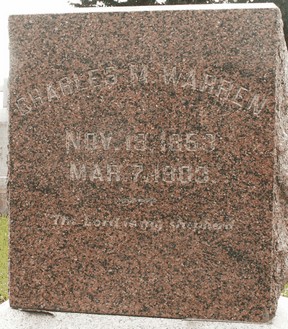 CHARLES M. WARREN
NOV. 13. 1853
MAR. 7. 1903
The Lord is my shepherd